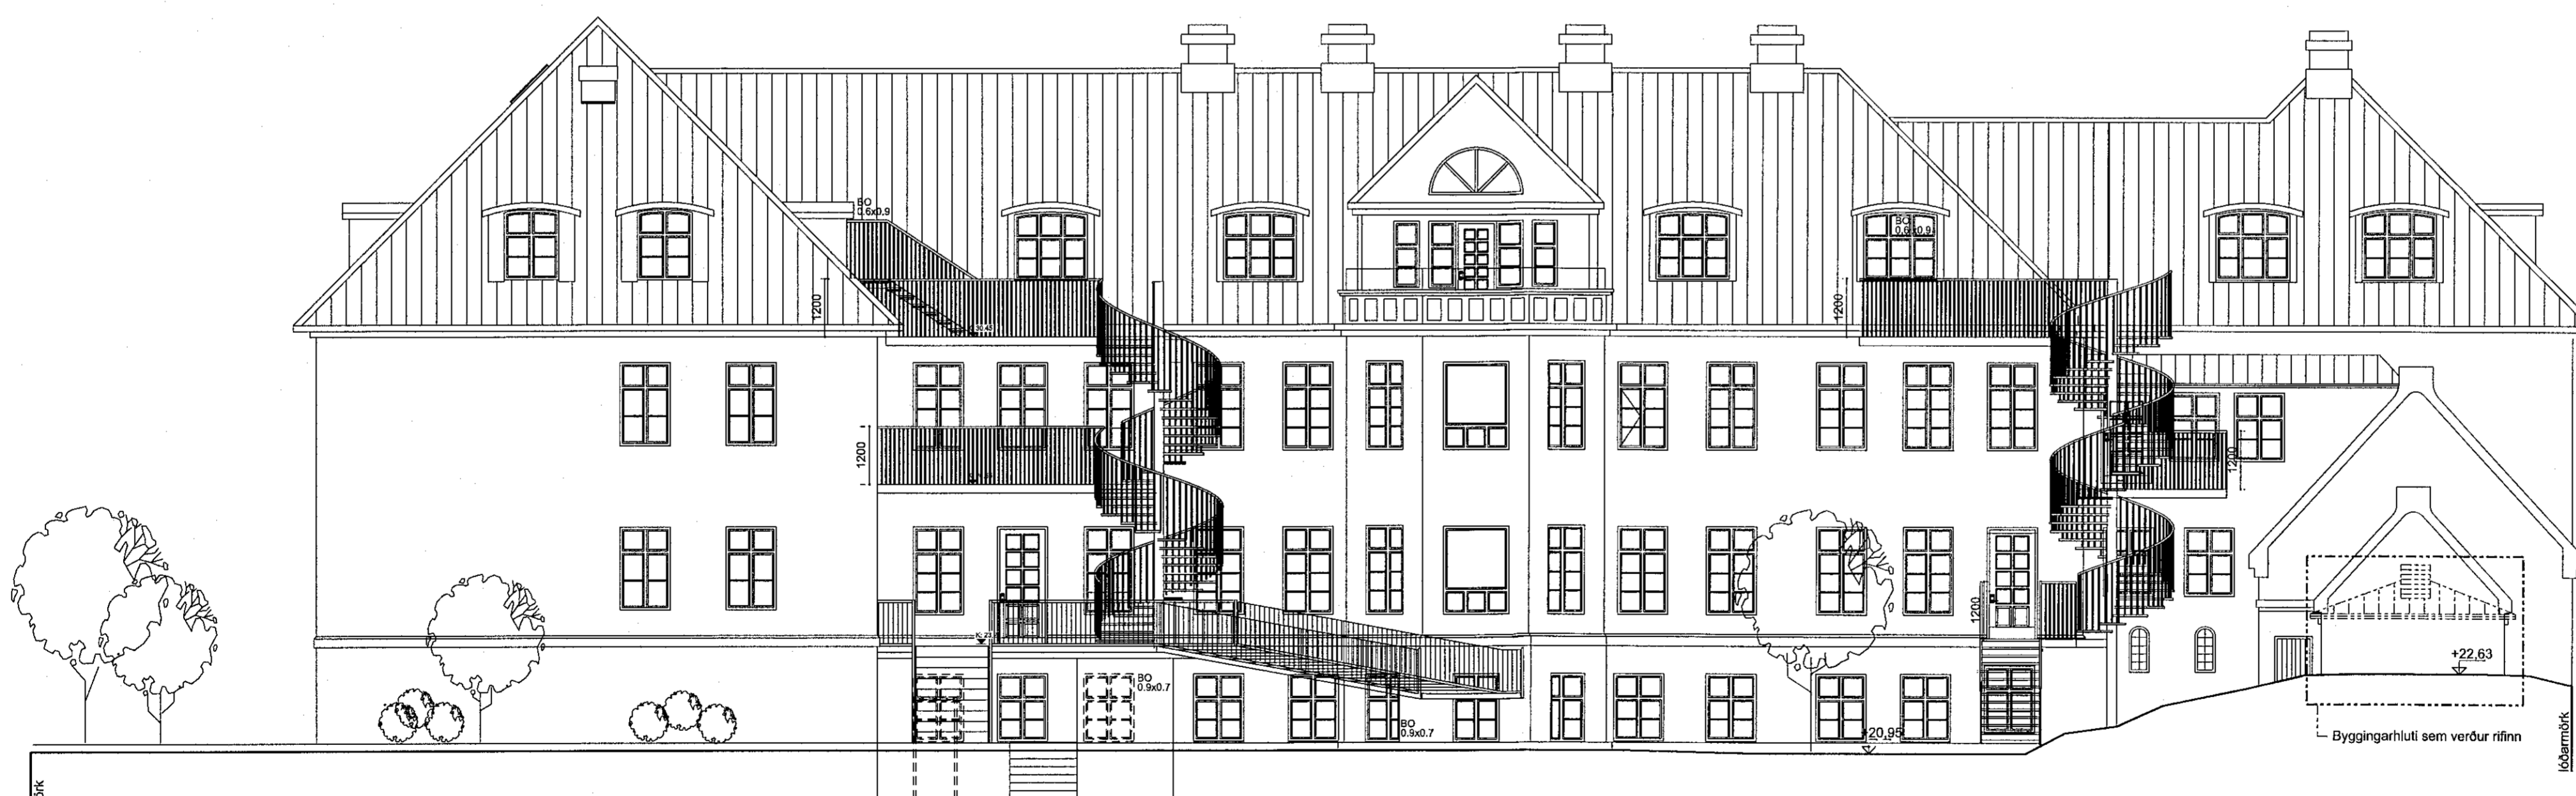 BO
0.6x0.9
BO
0.6x0.9
1200
1200
1200
1200
1200
+22,63
BO
0.9x0.7
BO
0.9x0.7
+20,95
Byggingarhluti sem verður rifinn
lóðarmörk